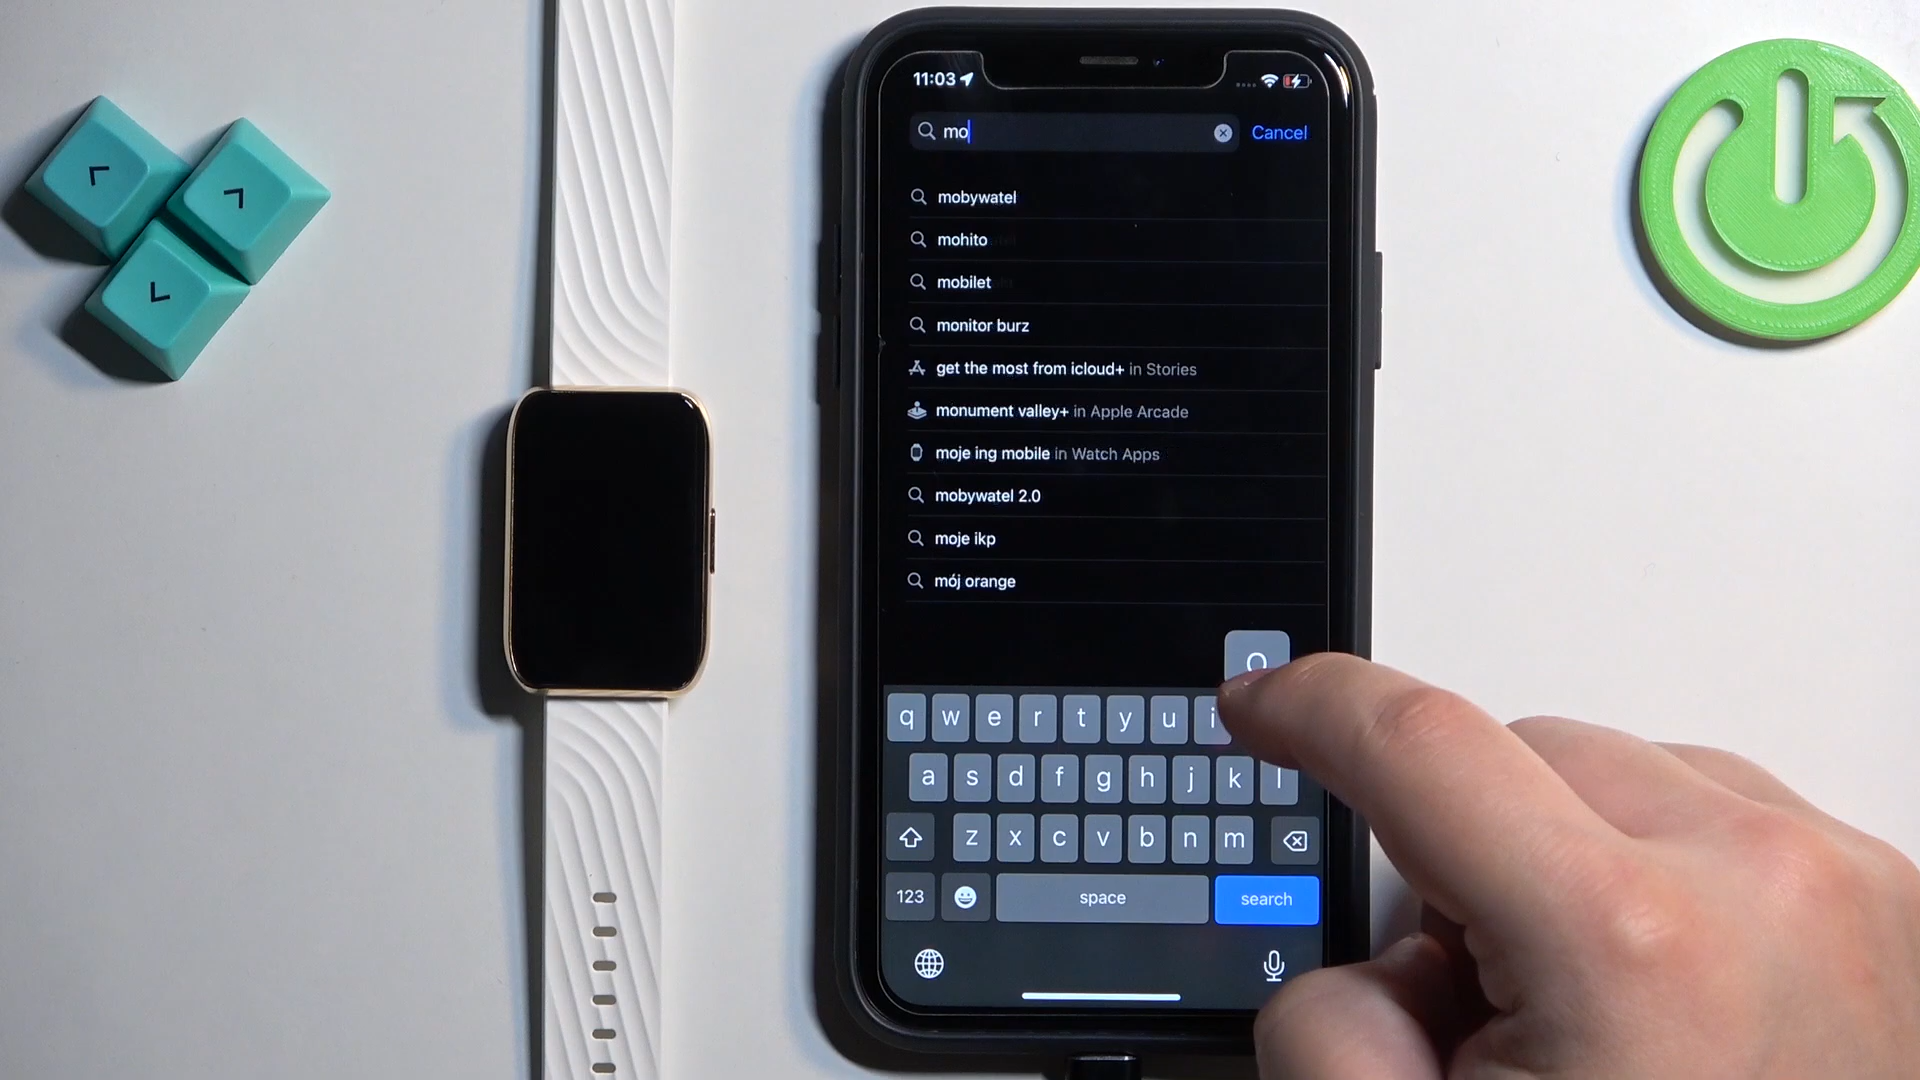 11:03
mo
Cancel
mobywatel
mohito
mobilet
monitor burz
get the most from icloud+ in Stories
monument valley+ in Apple Arcade
moje ing mobile in Watch Apps
mobywatel 2.0
moje ikp
mój orange
o
q w e r t y u i
a s d f g h j k l
z x c v b n m
123 space search